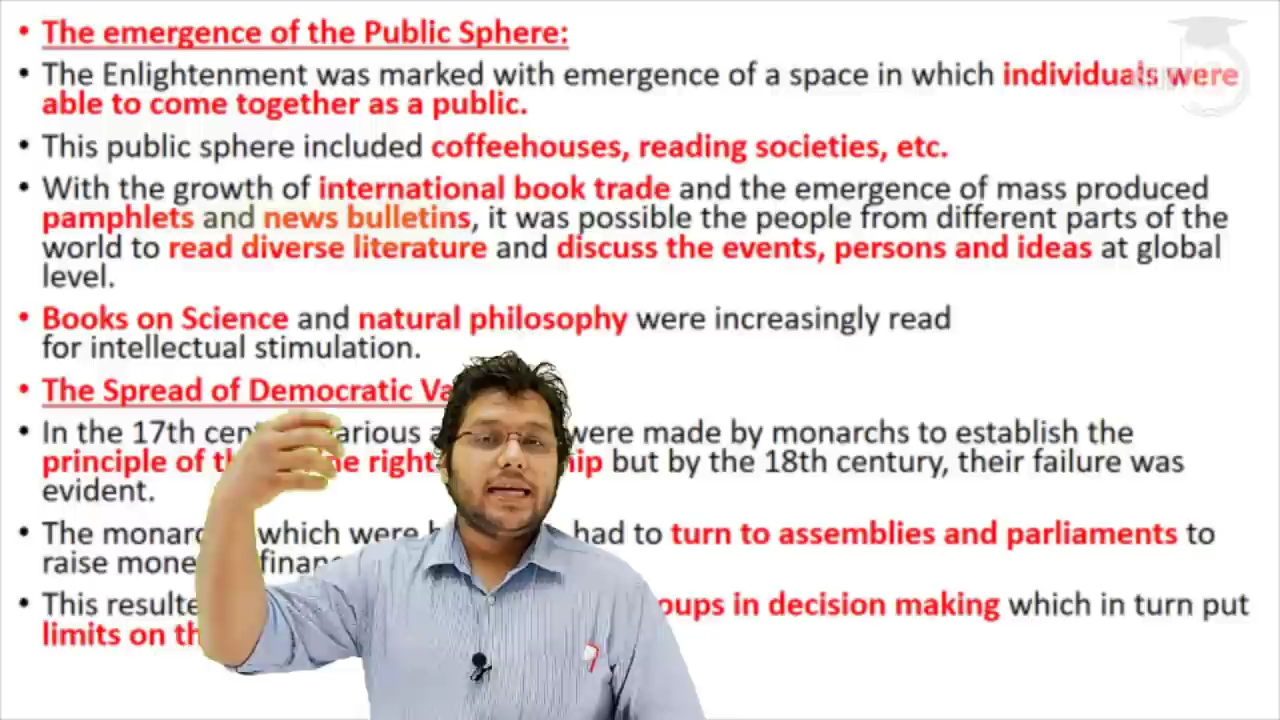 • The emergence of the Public Sphere:
• The Enlightenment was marked with emergence of a space in which individuals were
able to come together as a public.
• This public sphere included coffeehouses, reading societies, etc.
• With the growth of international book trade and the emergence of mass produced
pamphlets and news bulletins, it was possible the people from different parts of the
world to read diverse literature and discuss the events, persons and ideas at global
level.
• Books on Science and natural philosophy were increasingly read
for intellectual stimulation.
• The Spread of Democratic Va
• In the 17th cen were made by monarchs to establish the
principle of right but by the 18th century, their failure was
evident.
• The monarc which were had to turn to assemblies and parliaments to
raise mone finan
• This resulte oups in decision making which in turn put
limits on th